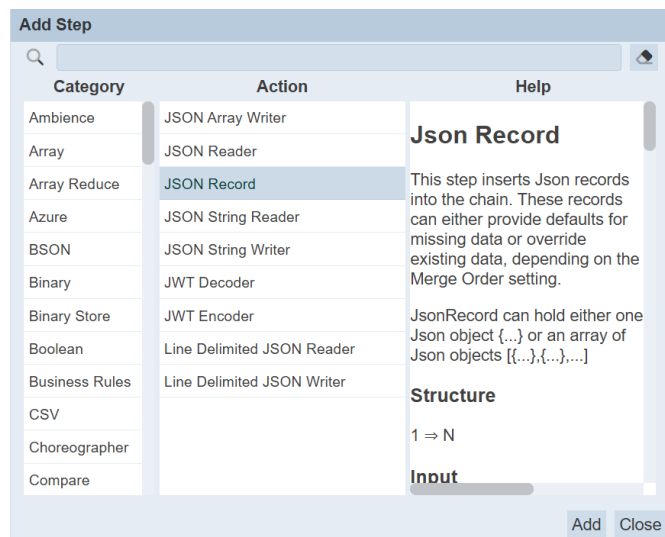 Add Step
Category
Action
Help
Ambience
Array
Array Reduce
Azure
BSON
Binary
Binary Store
Boolean
Business Rules
CSV
Choreographer
Compare
JSON Array Writer
JSON Reader
JSON Record
JSON String Reader
JSON String Writer
JWT Decoder
JWT Encoder
Line Delimited JSON Reader
Line Delimited JSON Writer
Json Record
This step inserts Json records
into the chain. These records
can either provide defaults for
missing data or override
existing data, depending on the
Merge Order setting.
JsonRecord can hold either one
Json object {...} or an array of
Json objects [{...},{...},...]
Structure
1 ⇒ N
Input
Add
Close